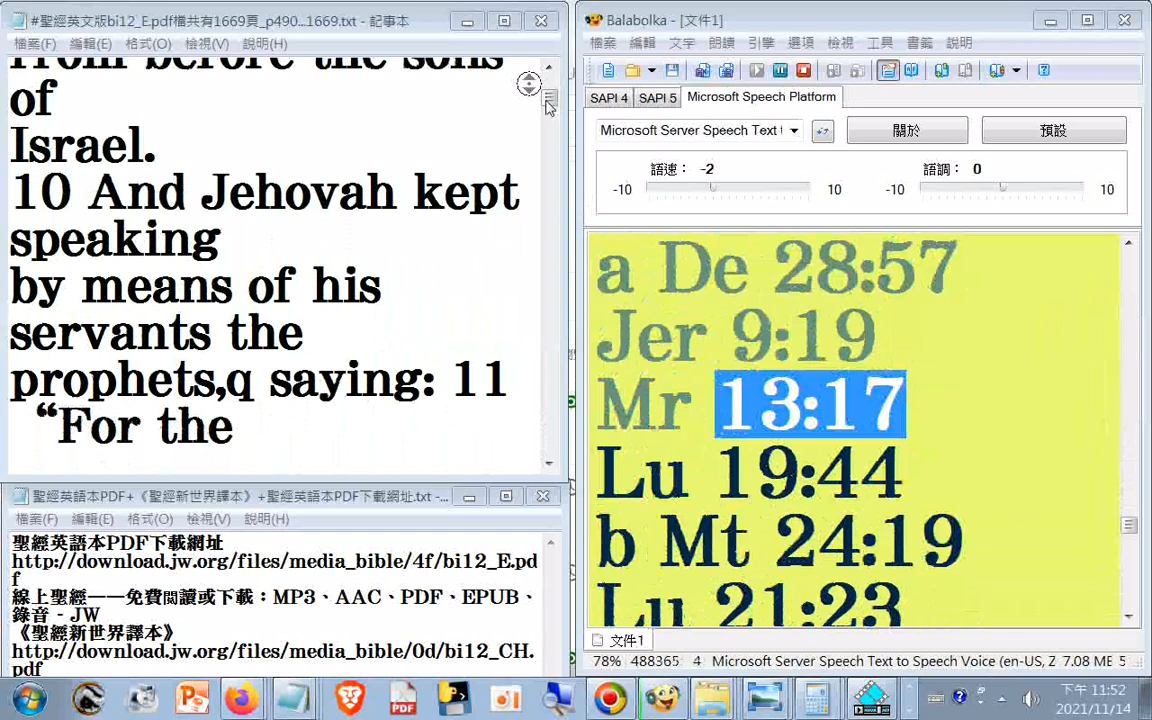 #聖經英文版bi12_E.pdf檔共有1669頁_p490...1669.txt - 記事本
檔案(F) 編輯(E) 格式(O) 檢視(V) 說明(H)
From before the sons
of
Israel.
10 And Jehovah kept
speaking
by means of his
servants the
prophets,q saying: 11
“For the
聖經英語本PDF+《聖經新世界譯本》+聖經英語本PDF下載網址.txt -...
檔案(F) 編輯(E) 格式(O) 檢視(V) 說明(H)
聖經英語本PDF下載網址
http://download.jw.org/files/media_bible/4f/bi12_E.pd
f
線上聖經──免費閱讀或下載：MP3、AAC、PDF、EPUB、
錄音 - JW
《聖經新世界譯本》
http://download.jw.org/files/media_bible/0d/bi12_CH.
pdf
Balabolka - [文件1]
檔案 編輯 文字 朗讀 引擎 選項 檢視 工具 書籤 說明
SAPI 4 SAPI 5 Microsoft Speech Platform
Microsoft Server Speech Text t 關於 預設
語速： -2 語調： 0
-10 10 -10 10
a De 28:57
Jer 9:19
Mr 13:17
Lu 19:44
b Mt 24:19
Lu 21:23
文件1
78% 488365 4 Microsoft Server Speech Text to Speech Voice (en-US, Z 7.08 ME 5
下午 11:52
2021/11/14